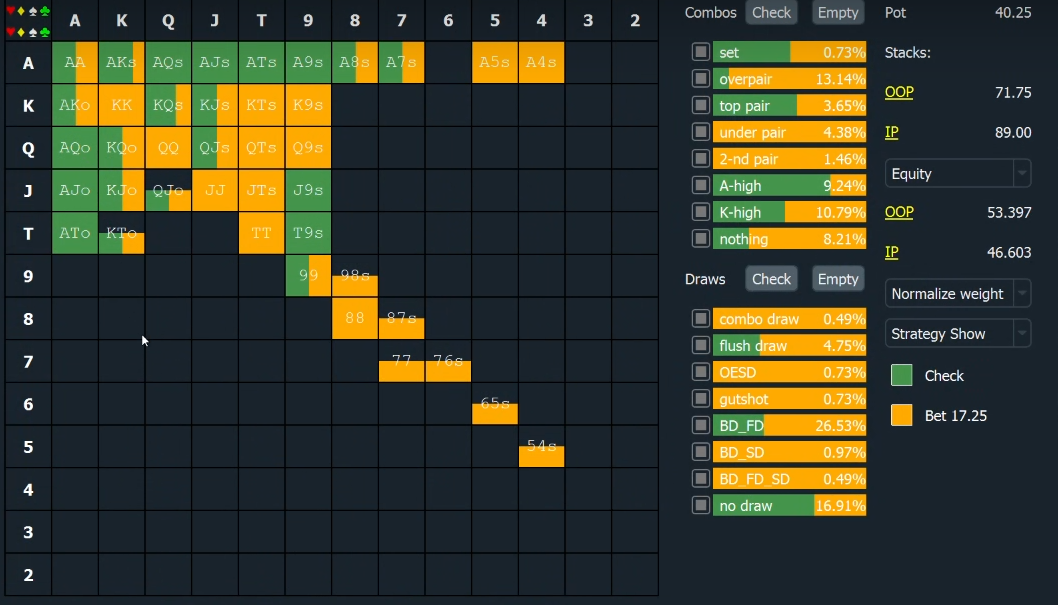 ♥♦♠♣ A K Q J T 9 8 7 6 5 4 3 2
♥♦♠♣
A AA AKs AQs AJs ATs A9s A8s A7s A5s A4s
K AKo KK KQs KJs KTs K9s
Q AQo KQo QQ QJs QTs Q9s
J AJo KJo QJo JJ JTs J9s
T ATo KTo TT T9s
9 99 98s
8 88 87s
7 77 76s
6 65s
5 54s
4
3
2
Combos Check Empty
set 0.73%
overpair 13.14%
top pair 3.65%
under pair 4.38%
2-nd pair 1.46%
A-high 9.24%
K-high 10.79%
nothing 8.21%
Draws Check Empty
combo draw 0.49%
flush draw 4.75%
OESD 0.73%
gutshot 0.73%
BD_FD 26.53%
BD_SD 0.97%
BD_FD_SD 0.49%
no draw 16.91%
Pot 40.25
Stacks:
OOP 71.75
IP 89.00
Equity
OOP 53.397
IP 46.603
Normalize weight
Strategy Show
Check
Bet 17.25